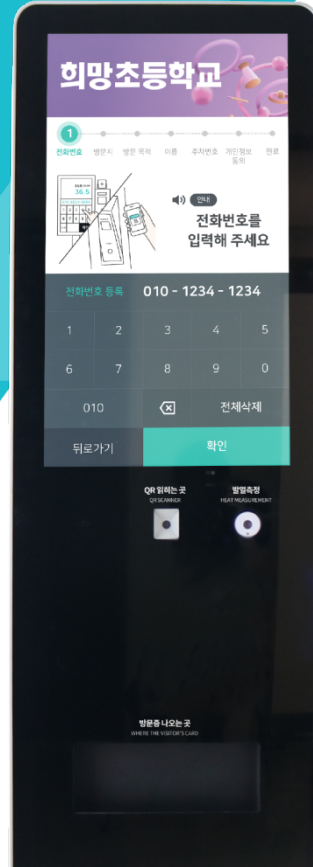 희망초등학교
1
전화번호 방문지 방문 목적 이름 주차번호 개인정보 동의 완료
36.5
안내
전화번호를
입력해 주세요
전화번호 등록 010 - 1234 - 1234
1 2 3 4 5
6 7 8 9 0
010 전체삭제
뒤로가기 확인
QR 읽히는 곳 발열측정
QR SCANNER HEAT MEASUREMENT
방문증 나오는 곳
WHERE THE VISITOR'S CARD